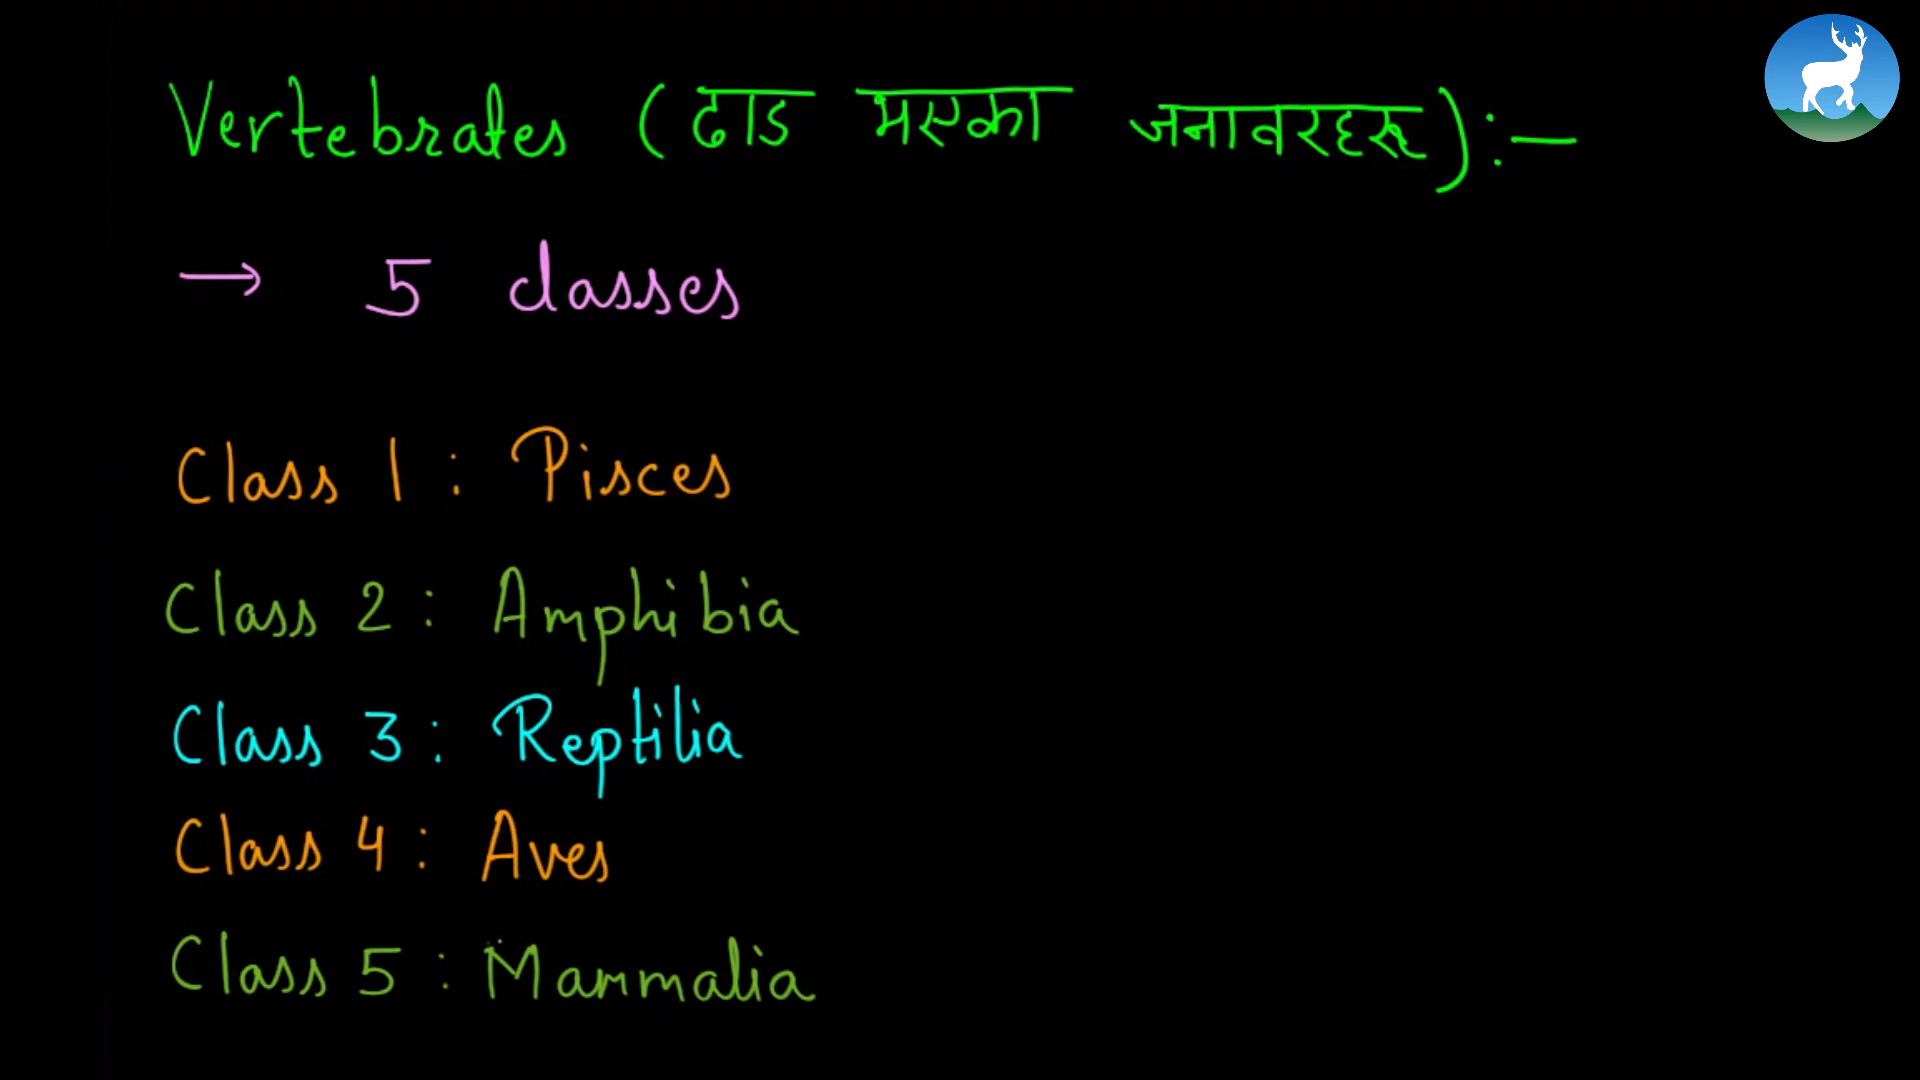 Vertebrates (ढाड भएका जनावरहरू):-
→ 5 classes
Class 1 : Pisces
Class 2 : Amphibia
Class 3 : Reptilia
Class 4 : Aves
Class 5 : Mammalia